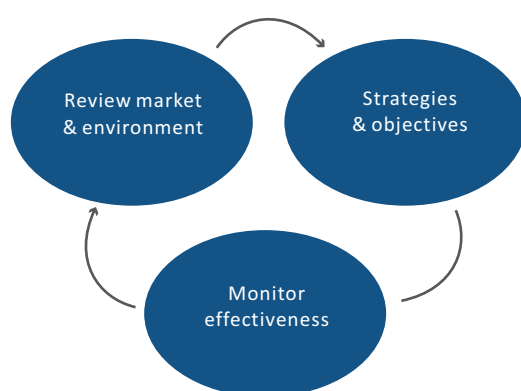 Review market
& environment
Strategies
& objectives
Monitor
effectiveness